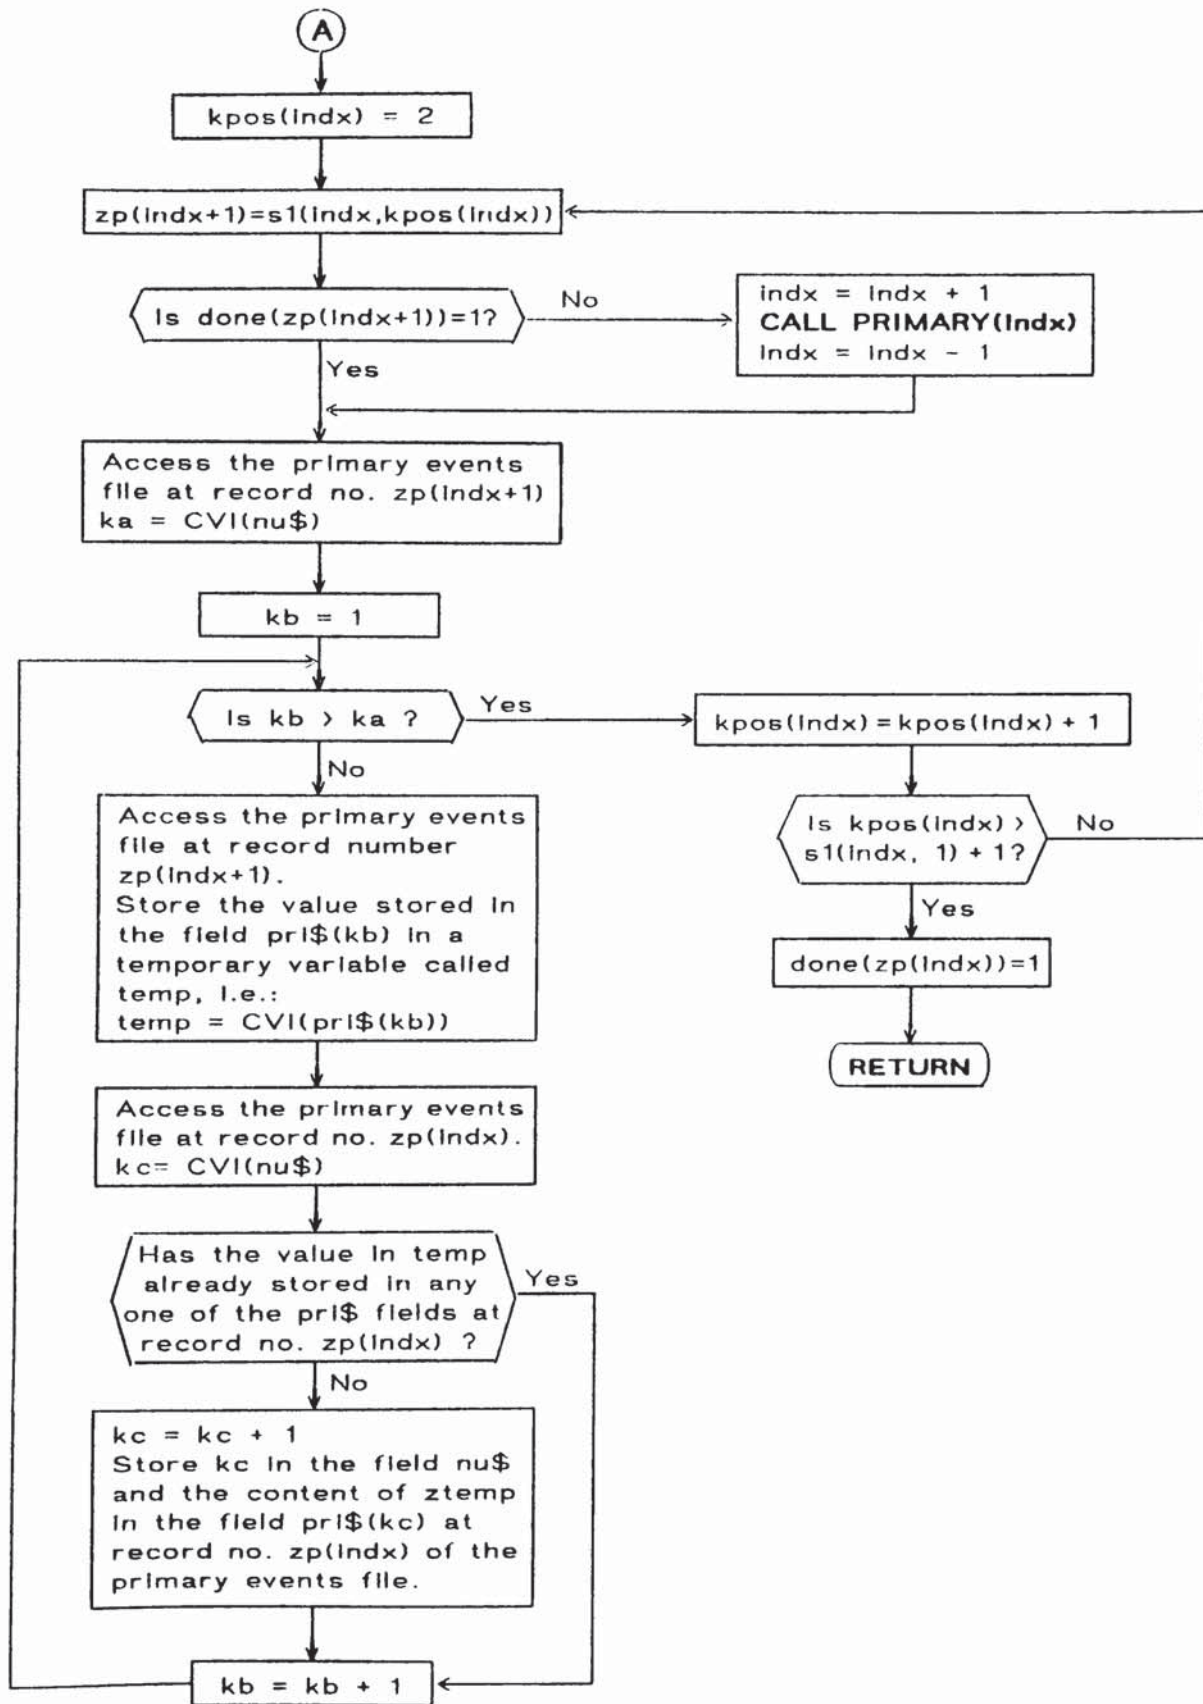 A
kpos(indx) = 2
zp(indx+1)=s1(indx,kpos(indx))
Is done(zp(indx+1))=1?
No
indx = indx + 1
CALL PRIMARY(indx)
indx = indx - 1
Yes
Access the primary events
file at record no. zp(indx+1)
ka = CVI(nu$)
kb = 1
Is kb > ka ?
Yes
kpos(indx)=kpos(indx) + 1
No
Is kpos(indx) >
s1(indx, 1) + 1?
No
Yes
done(zp(indx))=1
RETURN
Access the primary events
file at record number
zp(indx+1).
Store the value stored in
the field pri$(kb) in a
temporary variable called
temp, i.e.:
temp = CVI(pri$(kb))
Access the primary events
file at record no. zp(indx).
kc= CVI(nu$)
Has the value in temp
already stored in any
one of the pri$ fields at
record no. zp(indx) ?
Yes
No
kc = kc + 1
Store kc in the field nu$
and the content of ztemp
in the field pri$(kc) at
record no. zp(indx) of the
primary events file.
kb = kb + 1